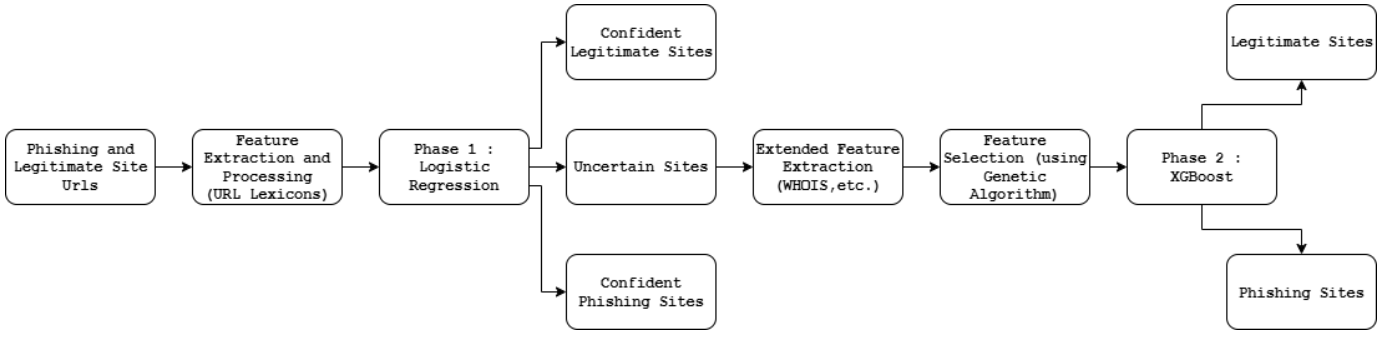 Phishing and
Legitimate Site
Urls
Feature
Extraction and
Processing
(URL Lexicons)
Phase 1 :
Logistic
Regression
Confident
Legitimate Sites
Uncertain Sites
Confident
Phishing Sites
Extended Feature
Extraction
(WHOIS,etc.)
Feature
Selection (using
Genetic
Algorithm)
Phase 2 :
XGBoost
Legitimate Sites
Phishing Sites